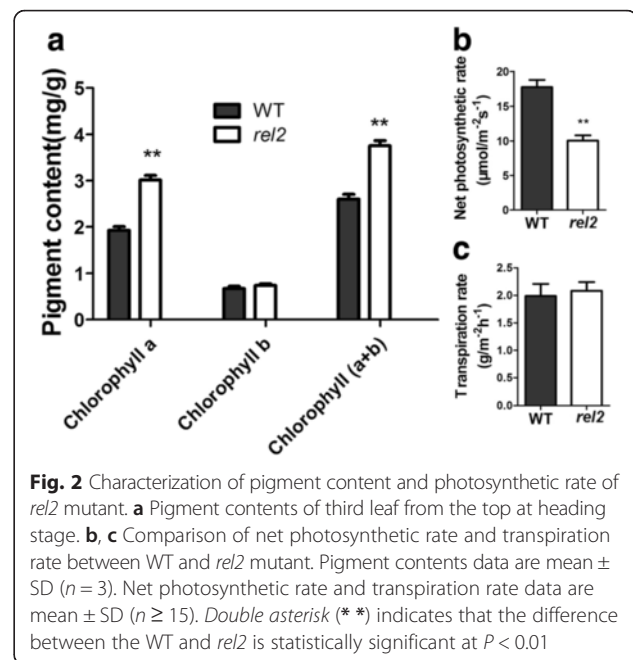 a
Pigment content(mg/g)
5
4
3
2
1
0
WT
rel2
**
**
Chlorophyll a
Chlorophyll b
Chlorophyll (a+b)
b
Net photosynthetic rate
(μmol/m⁻²s⁻¹)
20
15
10
5
0
**
WT rel2
c
Transpiration rate
(g/m⁻²h⁻¹)
2.5
2.0
1.5
1.0
0.5
0.0
WT rel2
Fig. 2 Characterization of pigment content and photosynthetic rate of
rel2 mutant. a Pigment contents of third leaf from the top at heading
stage. b, c Comparison of net photosynthetic rate and transpiration
rate between WT and rel2 mutant. Pigment contents data are mean ±
SD (n = 3). Net photosynthetic rate and transpiration rate data are
mean ± SD (n ≥ 15). Double asterisk (* *) indicates that the difference
between the WT and rel2 is statistically significant at P < 0.01